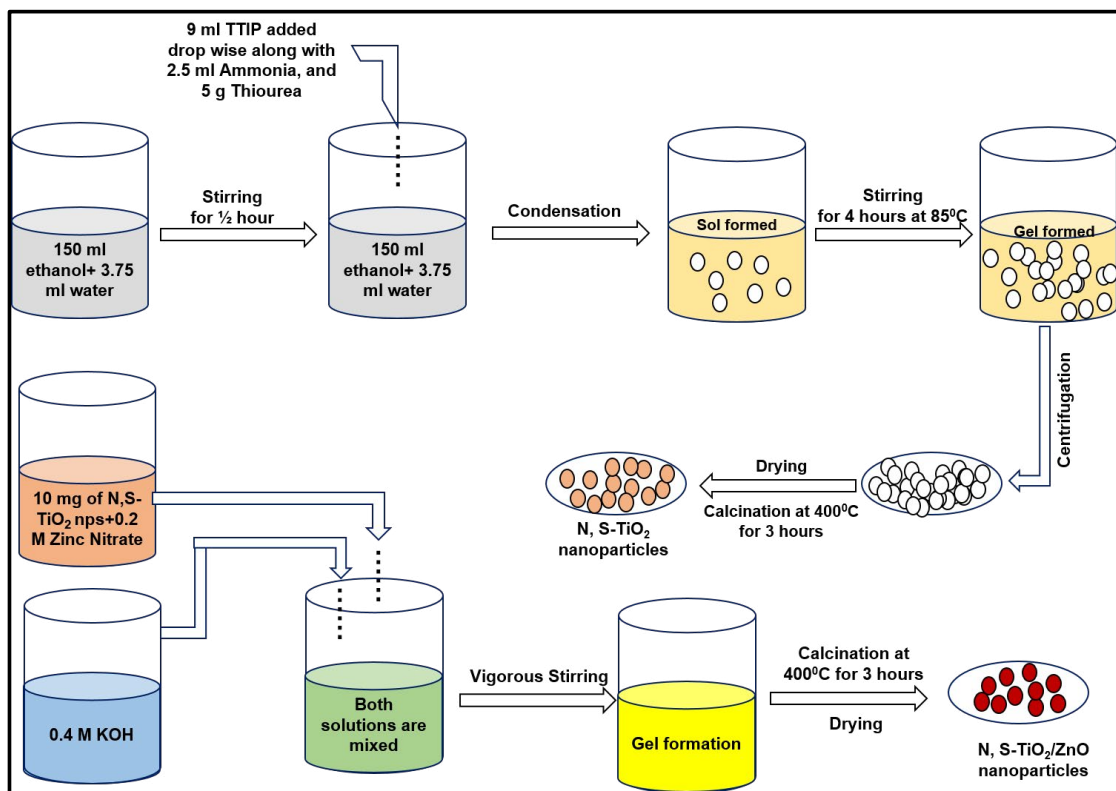 9 ml TTIP added
drop wise along with
2.5 ml Ammonia, and
5 g Thiourea
Stirring
for ½ hour
150 ml
ethanol+ 3.75
ml water
150 ml
ethanol+ 3.75
ml water
Condensation
Sol formed
Stirring
for 4 hours at 85⁰C
Gel formed
Centrifugation
Drying
Calcination at 400⁰C
for 3 hours
N, S-TiO₂
nanoparticles
10 mg of N,S-
TiO₂ nps+0.2
M Zinc Nitrate
0.4 M KOH
Both
solutions are
mixed
Vigorous Stirring
Gel formation
Calcination at
400⁰C for 3 hours
Drying
N, S-TiO₂/ZnO
nanoparticles